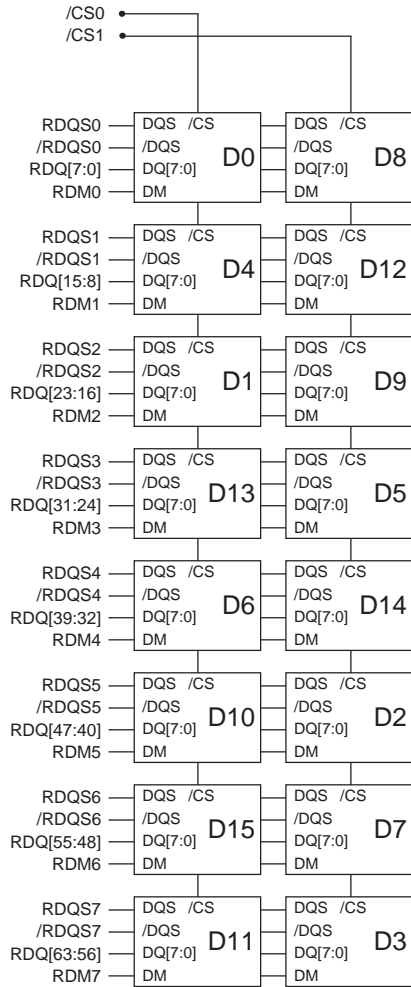 /CS0
/CS1
RDQS0 DQS /CS DQS /CS
/RDQS0 /DQS D0 /DQS D8
RDQ[7:0] DQ[7:0] DQ[7:0]
RDM0 DM DM
RDQS1 DQS /CS DQS /CS
/RDQS1 /DQS D4 /DQS D12
RDQ[15:8] DQ[7:0] DQ[7:0]
RDM1 DM DM
RDQS2 DQS /CS DQS /CS
/RDQS2 /DQS D1 /DQS D9
RDQ[23:16] DQ[7:0] DQ[7:0]
RDM2 DM DM
RDQS3 DQS /CS DQS /CS
/RDQS3 /DQS D13 /DQS D5
RDQ[31:24] DQ[7:0] DQ[7:0]
RDM3 DM DM
RDQS4 DQS /CS DQS /CS
/RDQS4 /DQS D6 /DQS D14
RDQ[39:32] DQ[7:0] DQ[7:0]
RDM4 DM DM
RDQS5 DQS /CS DQS /CS
/RDQS5 /DQS D10 /DQS D2
RDQ[47:40] DQ[7:0] DQ[7:0]
RDM5 DM DM
RDQS6 DQS /CS DQS /CS
/RDQS6 /DQS D15 /DQS D7
RDQ[55:48] DQ[7:0] DQ[7:0]
RDM6 DM DM
RDQS7 DQS /CS DQS /CS
/RDQS7 /DQS D11 /DQS D3
RDQ[63:56] DQ[7:0] DQ[7:0]
RDM7 DM DM